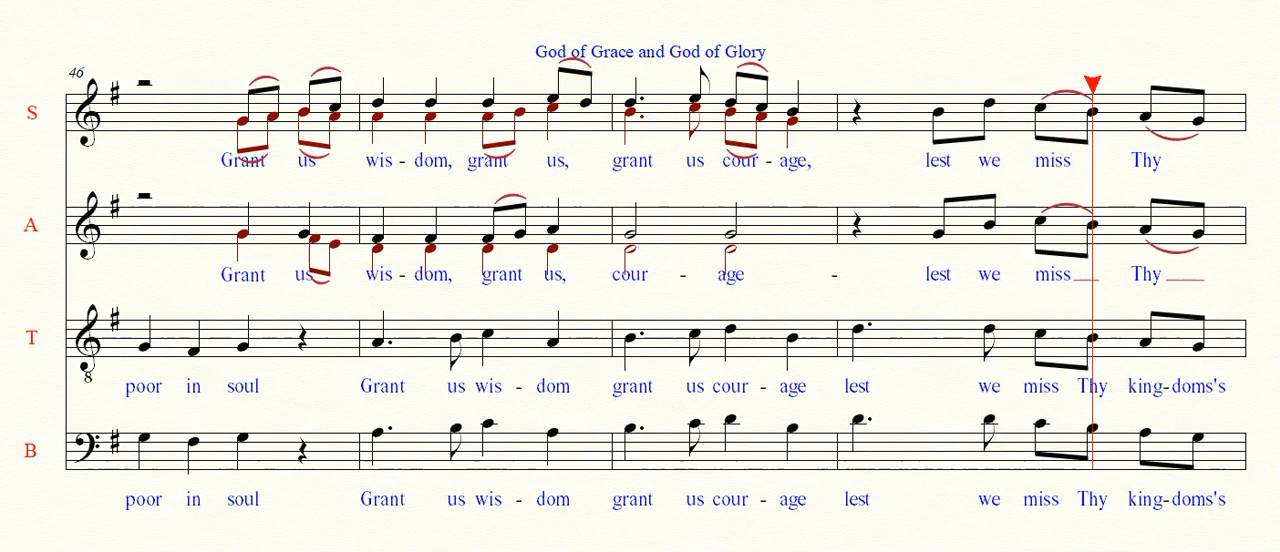 God of Grace and God of Glory
46
S
Grant us wis - dom, grant us, grant us cour - age, lest we miss Thy
A
Grant us wis - dom, grant us, cour - age - lest we miss__ Thy___
T
8
poor in soul Grant us wis - dom grant us cour - age lest we miss Thy king-doms's
B
poor in soul Grant us wis - dom grant us cour - age lest we miss Thy king-doms's